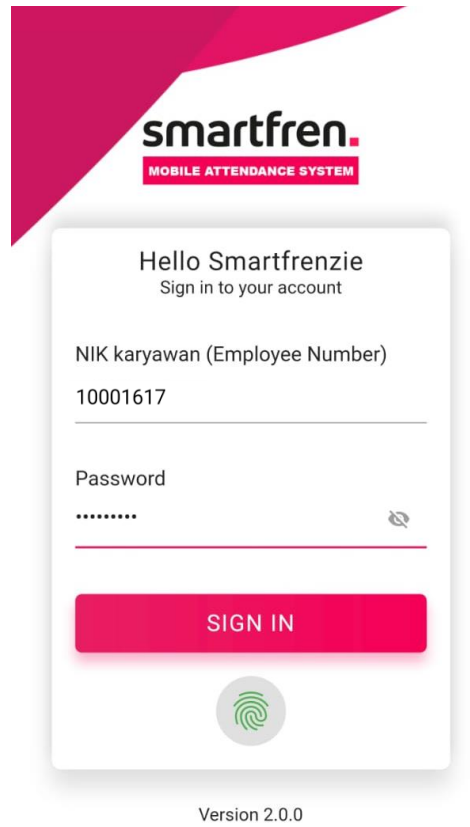 smartfren.
MOBILE ATTENDANCE SYSTEM
Hello Smartfrenzie
Sign in to your account
NIK karyawan (Employee Number)
10001617
Password
•••••••••
SIGN IN
Version 2.0.0